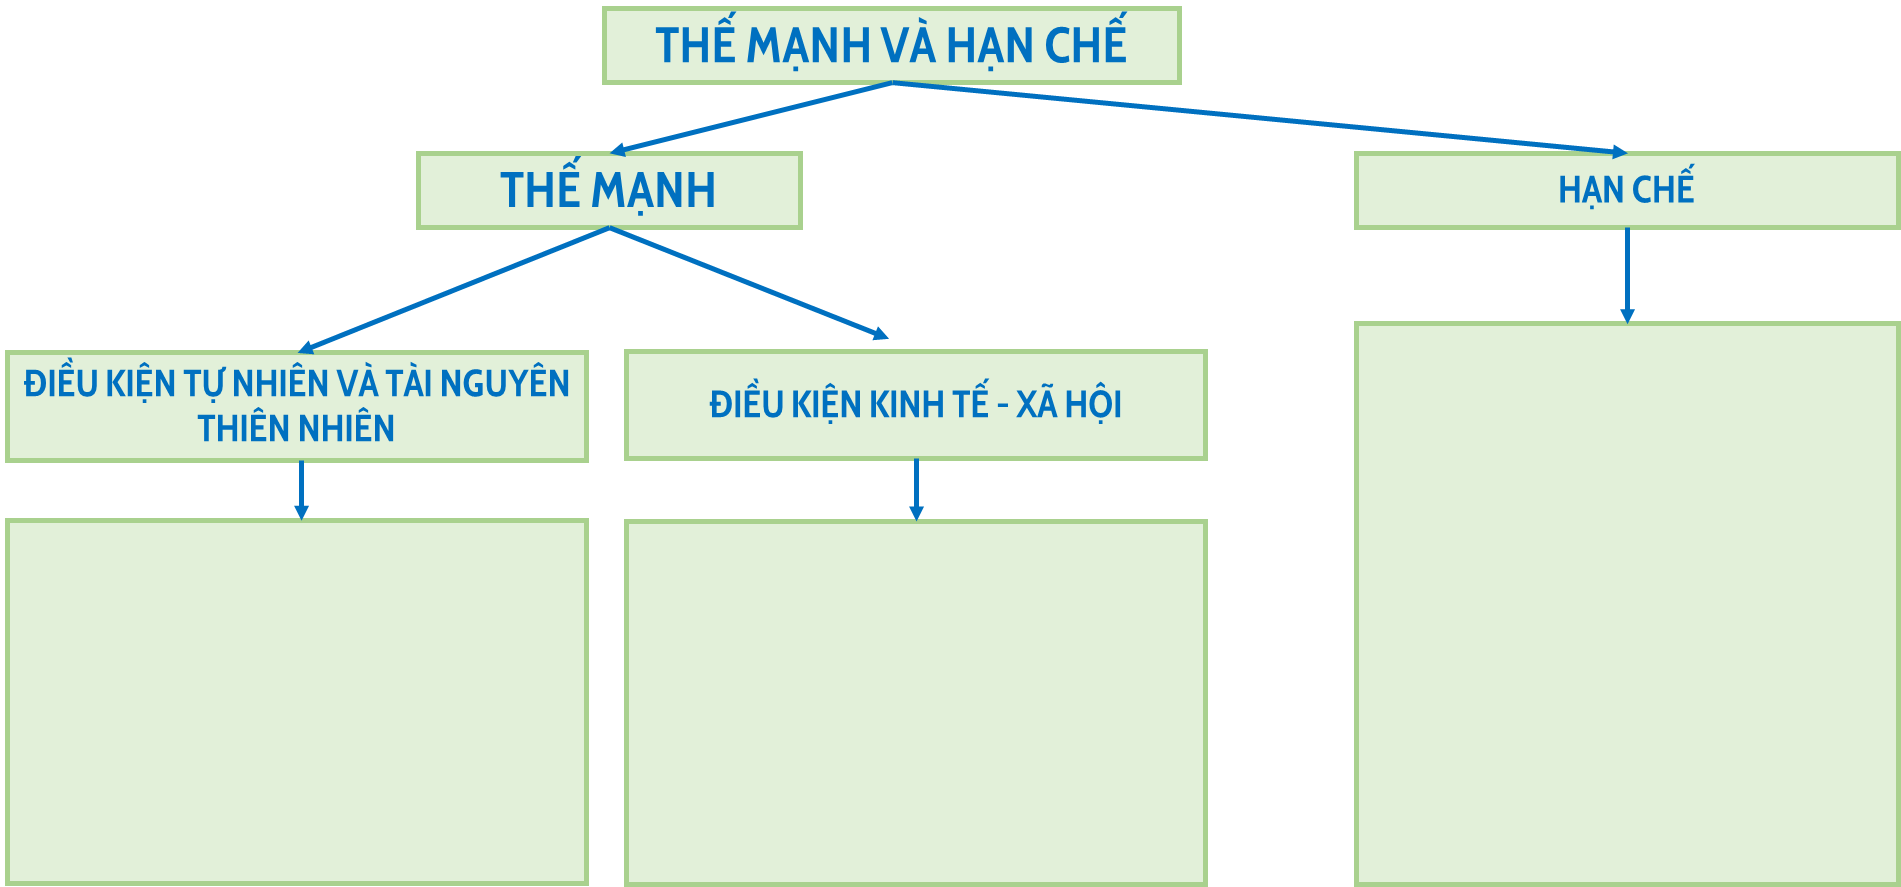 THẾ MẠNH VÀ HẠN CHẾ
THẾ MẠNH
HẠN CHẾ
ĐIỀU KIỆN TỰ NHIÊN VÀ TÀI NGUYÊN
THIÊN NHIÊN
ĐIỀU KIỆN KINH TẾ - XÃ HỘI